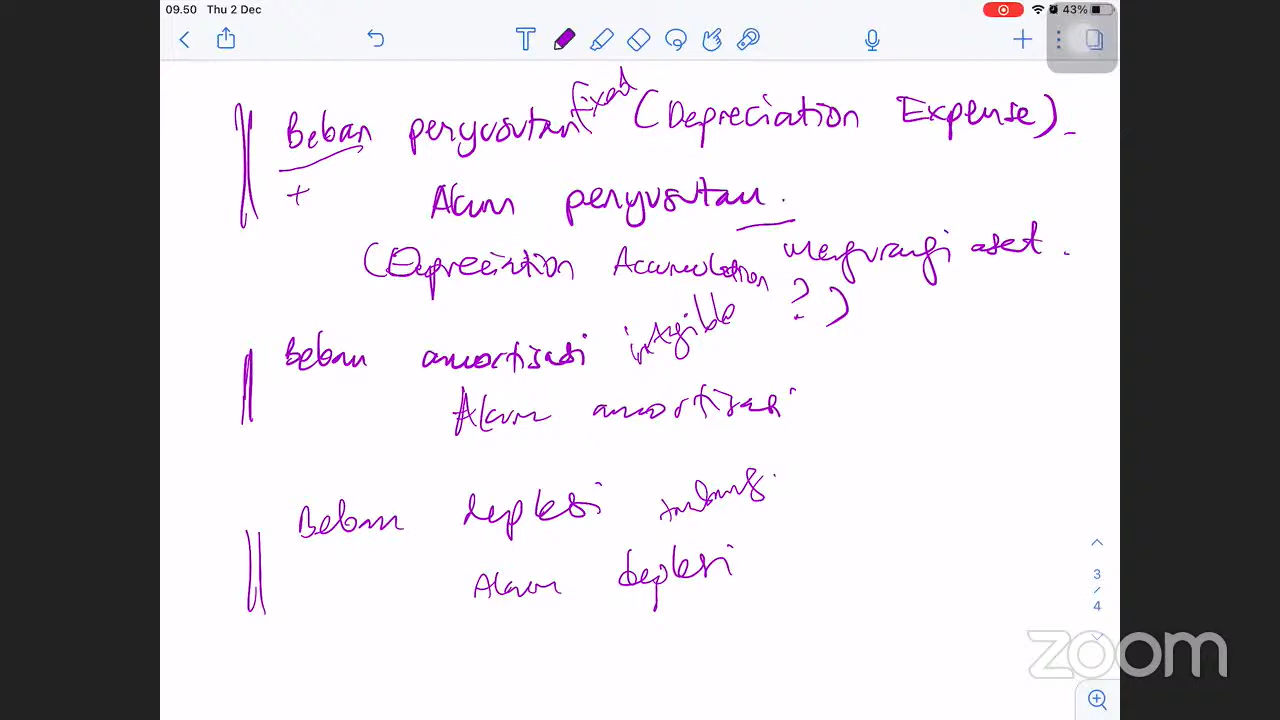 09.50 Thu 2 Dec
43%
T
Beban penyusutan fixed (Depreciation Expense).
+
Akum penyusutan.
(Depreciation Accumulation mengurangi aset.
?)
Beban amortisasi intagible
Akum amortisasi
Beban deplesi tambang.
Akum deplesi
3
/
4
zoom